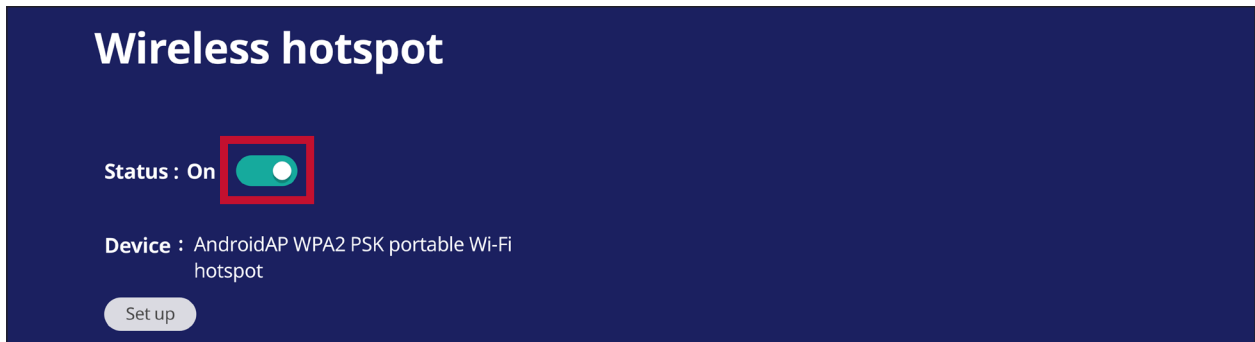 Wireless hotspot
Status : On
Device : AndroidAP WPA2 PSK portable Wi-Fi
hotspot
Set up